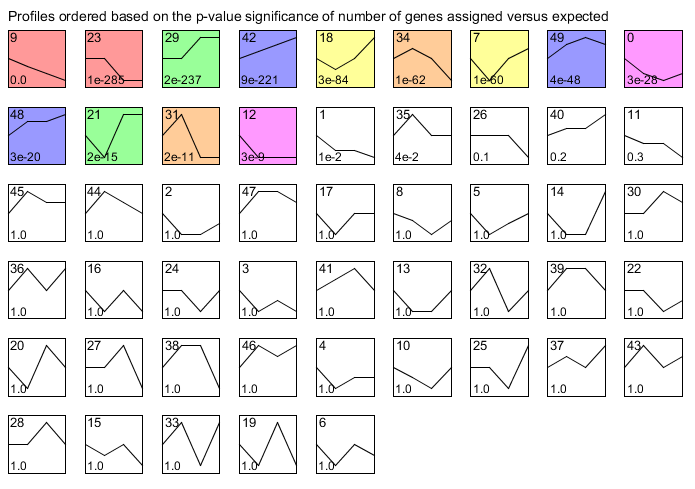 Profiles ordered based on the p-value significance of number of genes assigned versus expected
9 23 29 42 18 34 7 49 0
0.0 1e-285 2e-237 9e-221 3e-84 1e-62 1e-60 4e-48 3e-28
48 21 31 12 1 35 26 40 11
3e-20 2e-15 2e-11 3e-9 1e-2 4e-2 0.1 0.2 0.3
45 44 2 47 17 8 5 14 30
1.0 1.0 1.0 1.0 1.0 1.0 1.0 1.0 1.0
36 16 24 3 41 13 32 39 22
1.0 1.0 1.0 1.0 1.0 1.0 1.0 1.0 1.0
20 27 38 46 4 10 25 37 43
1.0 1.0 1.0 1.0 1.0 1.0 1.0 1.0 1.0
28 15 33 19 6
1.0 1.0 1.0 1.0 1.0